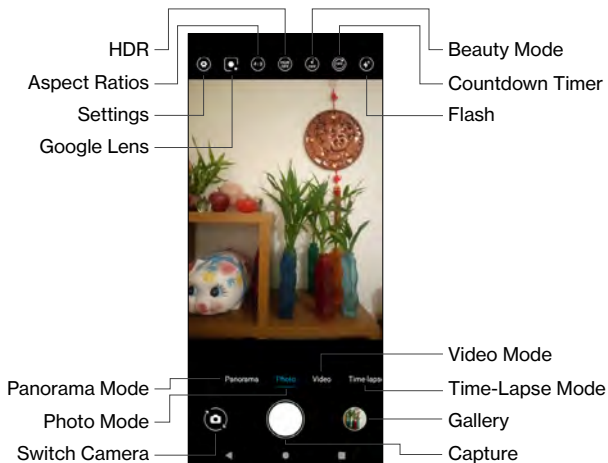 HDR
Aspect Ratios
Settings
Google Lens
Beauty Mode
Countdown Timer
Flash
Panorama Photo Video Time laps
Panorama Mode
Photo Mode
Switch Camera
Video Mode
Time-Lapse Mode
Gallery
Capture